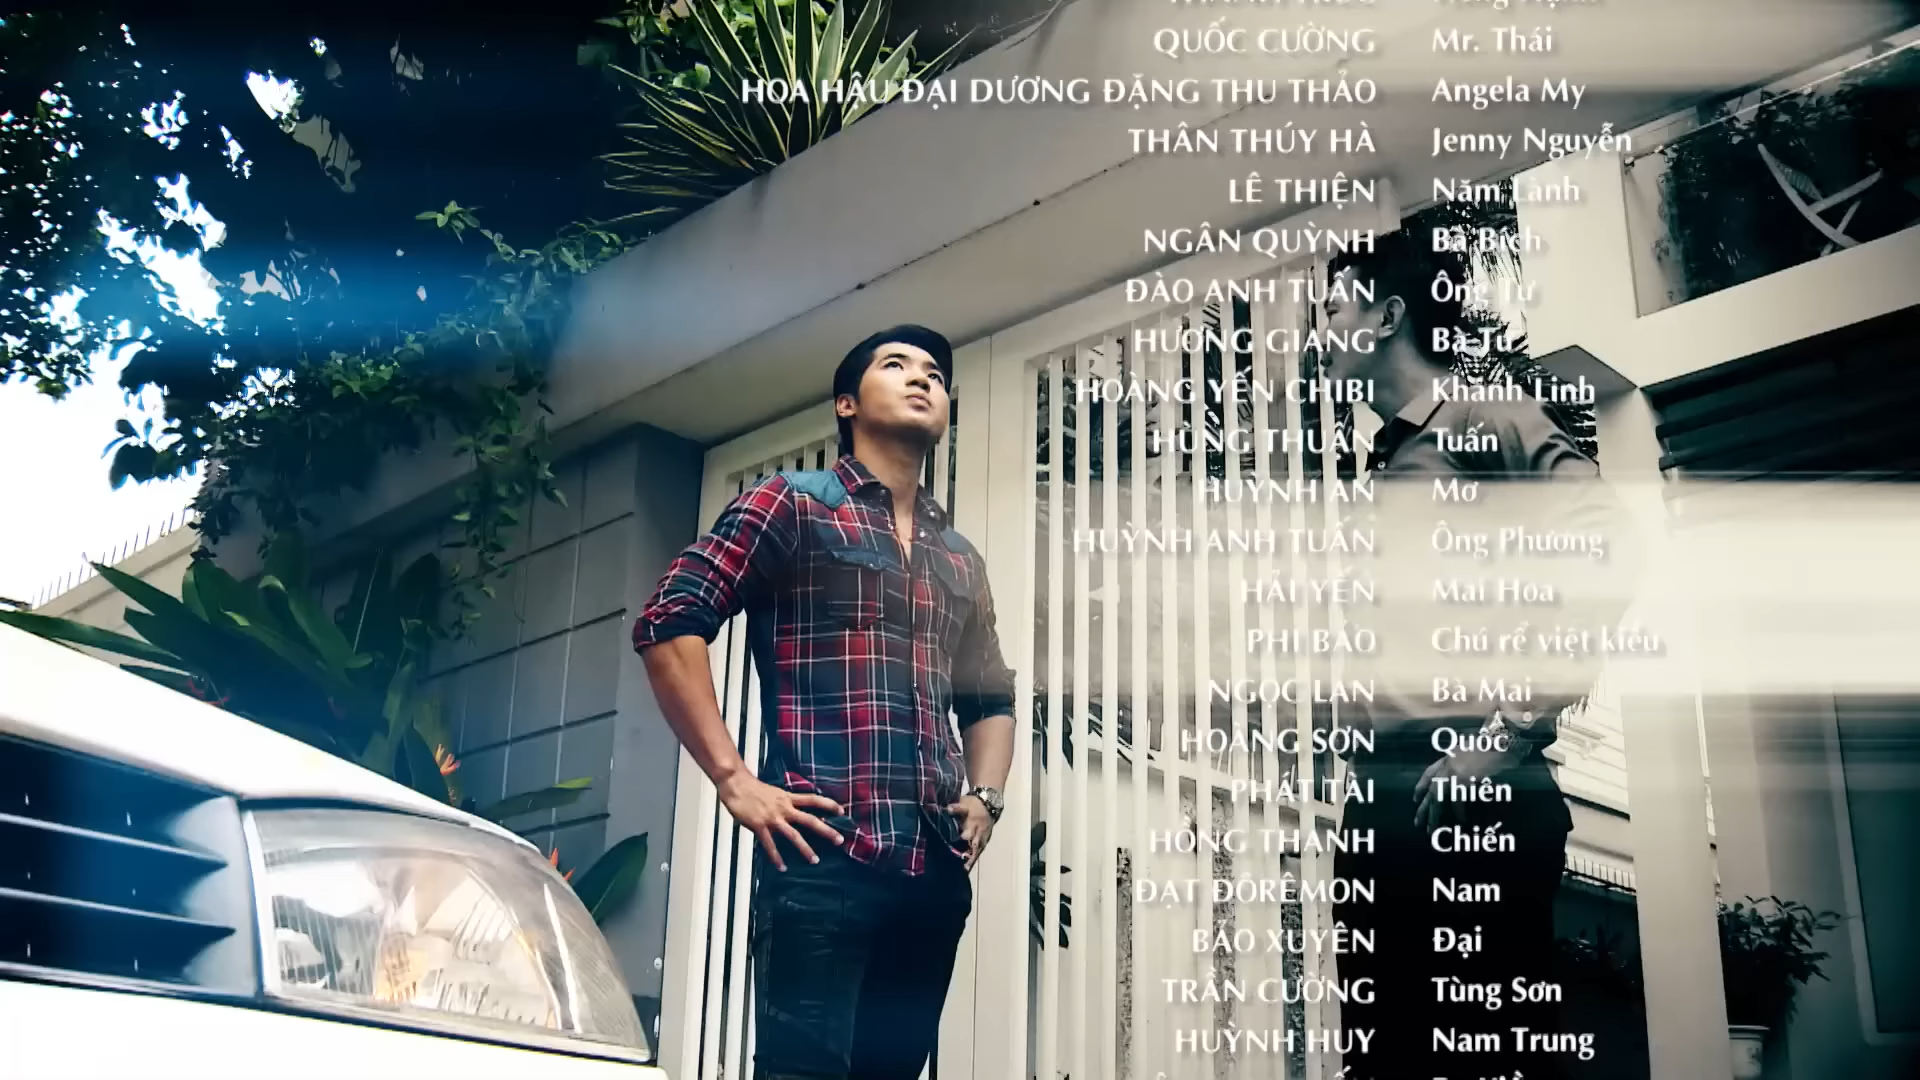 QUỐC CƯỜNG Mr. Thái
HOA HẬU ĐẠI DƯƠNG ĐẶNG THU THẢO Angela My
THÂN THÚY HÀ Jenny Nguyễn
LÊ THIỆN Năm Lành
NGÂN QUỲNH Bà Bích
ĐÀO ANH TUẤN Ông Tư
HƯƠNG GIANG Bà Tư
HOÀNG YẾN CHIBI Khánh Linh
HÙNG THUẬN Tuấn
HUỲNH AN Mơ
HUỲNH ANH TUẤN Ông Phương
HẢI YẾN Mai Hoa
PHI BẢO Chú rể việt kiều
NGỌC LAN Bà Mai
HOÀNG SƠN Quốc
PHÁT TÀI Thiên
HỒNG THANH Chiến
ĐẠT ĐÔRÊMON Nam
BẢO XUYÊN Đại
TRẦN CƯỜNG Tùng Sơn
HUỲNH HUY Nam Trung